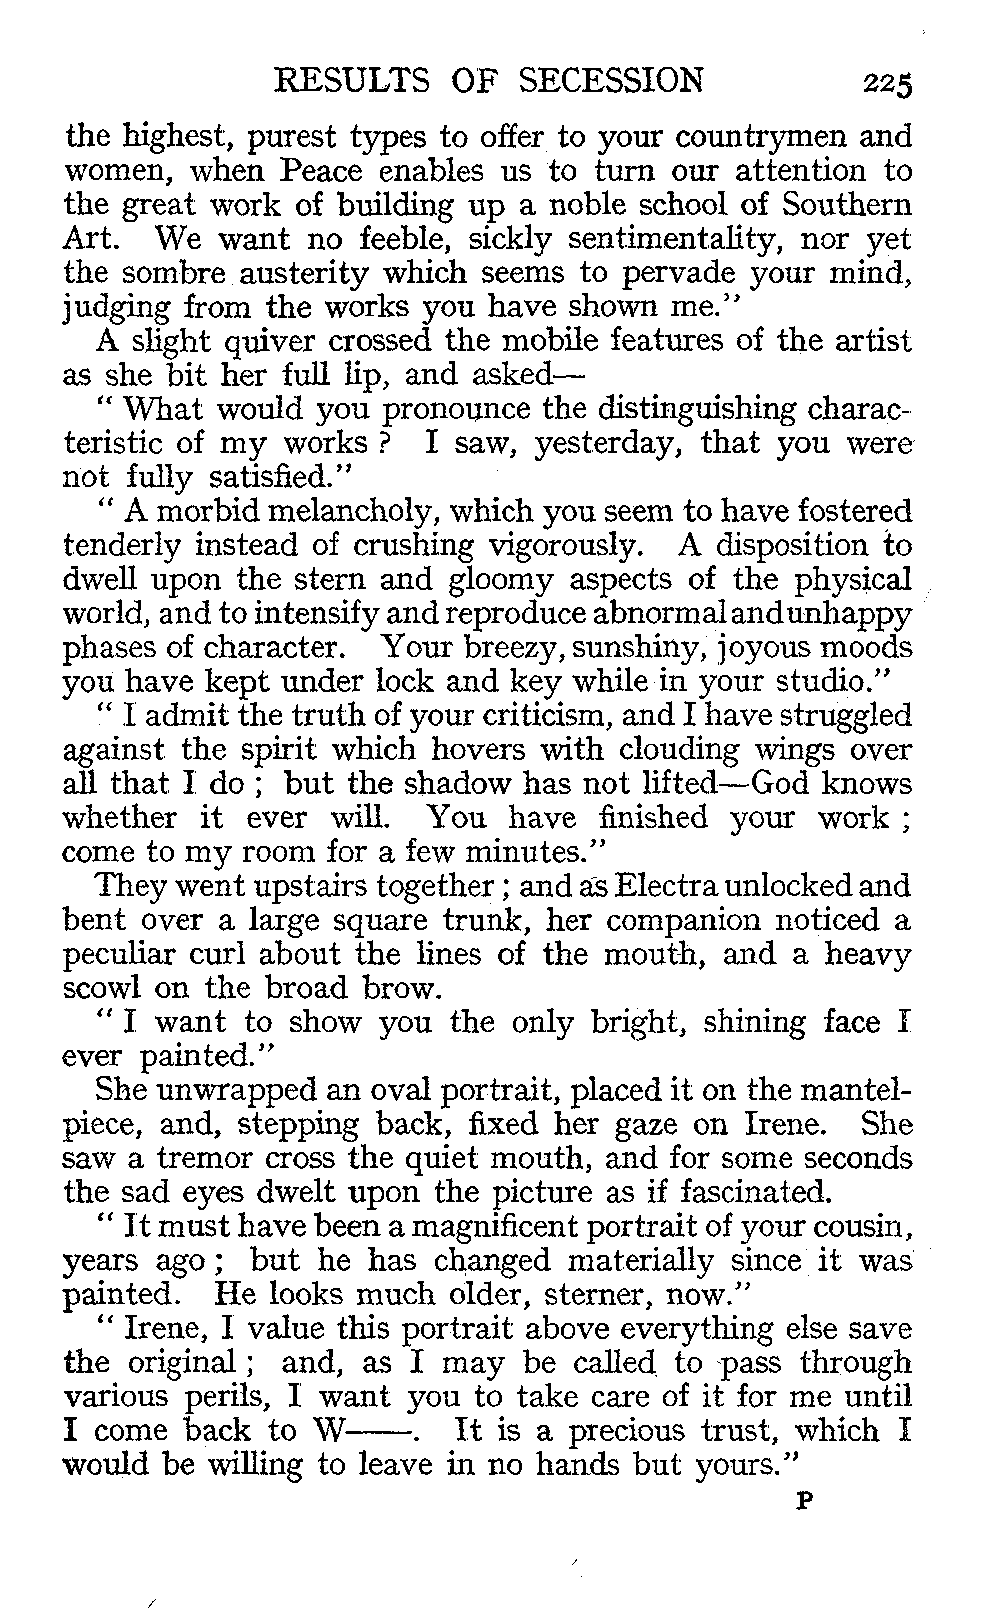 RESULTS OF SECESSION 225
the highest, purest types to offer to your countrymen and
women, when Peace enables us to turn our attention to
the great work of building up a noble school of Southern
Art. We want no feeble, sickly sentimentality, nor yet
the sombre austerity which seems to pervade your mind,
judging from the works you have shown me."
A slight quiver crossed the mobile features of the artist
as she bit her full lip, and asked—
" What would you pronounce the distinguishing charac-
teristic of my works ? I saw, yesterday, that you were
not fully satisfied."
" A morbid melancholy, which you seem to have fostered
tenderly instead of crushing vigorously. A disposition to
dwell upon the stern and gloomy aspects of the physical
world, and to intensify and reproduce abnormal and unhappy
phases of character. Your breezy, sunshiny, joyous moods
you have kept under lock and key while in your studio."
" I admit the truth of your criticism, and I have struggled
against the spirit which hovers with clouding wings over
all that I do ; but the shadow has not lifted—God knows
whether it ever will. You have finished your work ;
come to my room for a few minutes."
They went upstairs together ; and as Electra unlocked and
bent over a large square trunk, her companion noticed a
peculiar curl about the lines of the mouth, and a heavy
scowl on the broad brow.
" I want to show you the only bright, shining face I
ever painted."
She unwrapped an oval portrait, placed it on the mantel-
piece, and, stepping back, fixed her gaze on Irene. She
saw a tremor cross the quiet mouth, and for some seconds
the sad eyes dwelt upon the picture as if fascinated.
" It must have been a magnificent portrait of your cousin,
years ago ; but he has changed materially since it was
painted. He looks much older, sterner, now."
" Irene, I value this portrait above everything else save
the original ; and, as I may be called to pass through
various perils, I want you to take care of it for me until
I come back to W——. It is a precious trust, which I
would be willing to leave in no hands but yours."
P